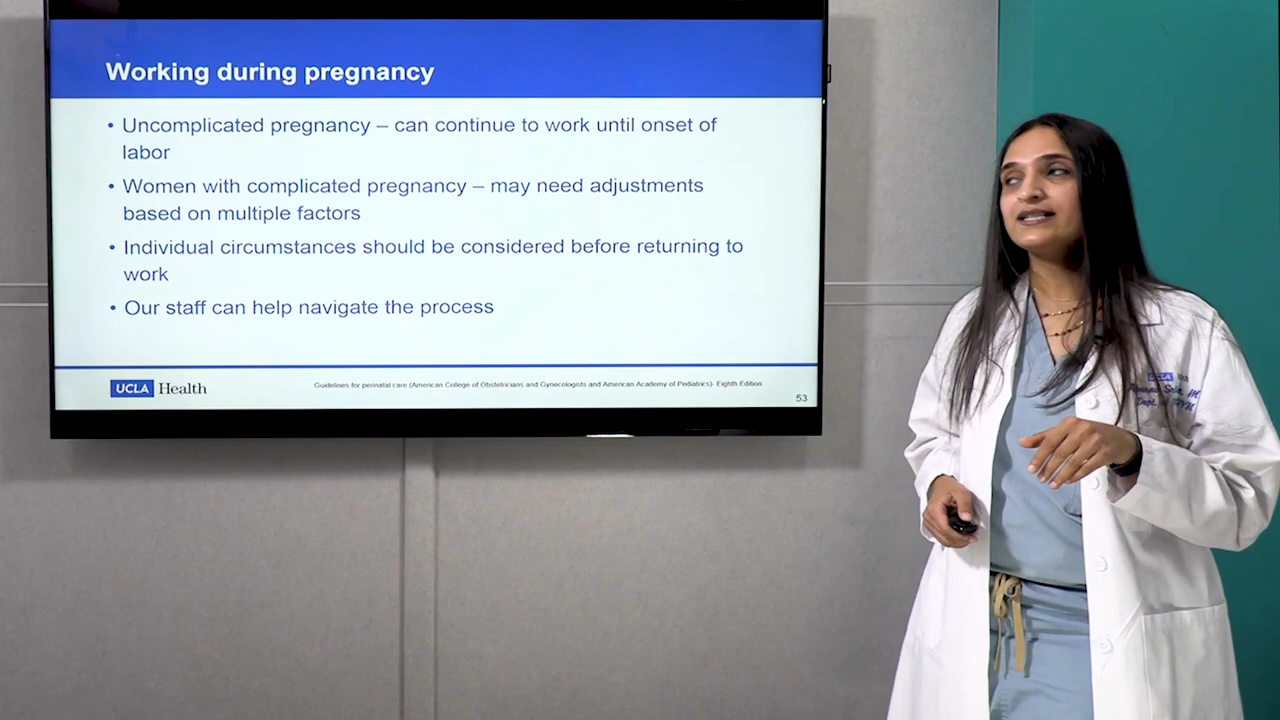 Working during pregnancy
• Uncomplicated pregnancy – can continue to work until onset of
labor
• Women with complicated pregnancy – may need adjustments
based on multiple factors
• Individual circumstances should be considered before returning to
work
• Our staff can help navigate the process
UCLA Health
Guidelines for perinatal care (American College of Obstetricians and Gynecologists and American Academy of Pediatrics)- Eighth Edition
53
UCLA
Dept.